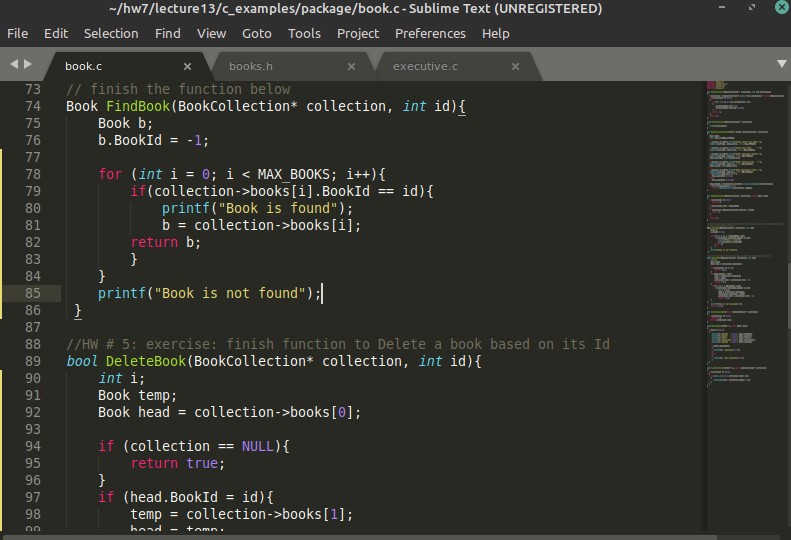 ~/hw7/lecture13/c_examples/package/book.c - Sublime Text (UNREGISTERED)
File Edit Selection Find View Goto Tools Project Preferences Help
book.c × books.h × executive.c ×
73 // finish the function below
74 Book FindBook(BookCollection* collection, int id){
75 Book b;
76 b.BookId = -1;
77
78 for (int i = 0; i < MAX_BOOKS; i++){
79 if(collection->books[i].BookId == id){
80 printf("Book is found");
81 b = collection->books[i];
82 return b;
83 }
84 }
85 printf("Book is not found");
86 }
87
88 //HW # 5: exercise: finish function to Delete a book based on its Id
89 bool DeleteBook(BookCollection* collection, int id){
90 int i;
91 Book temp;
92 Book head = collection->books[0];
93
94 if (collection == NULL){
95 return true;
96 }
97 if (head.BookId = id){
98 temp = collection->books[1];
99 head = temp;